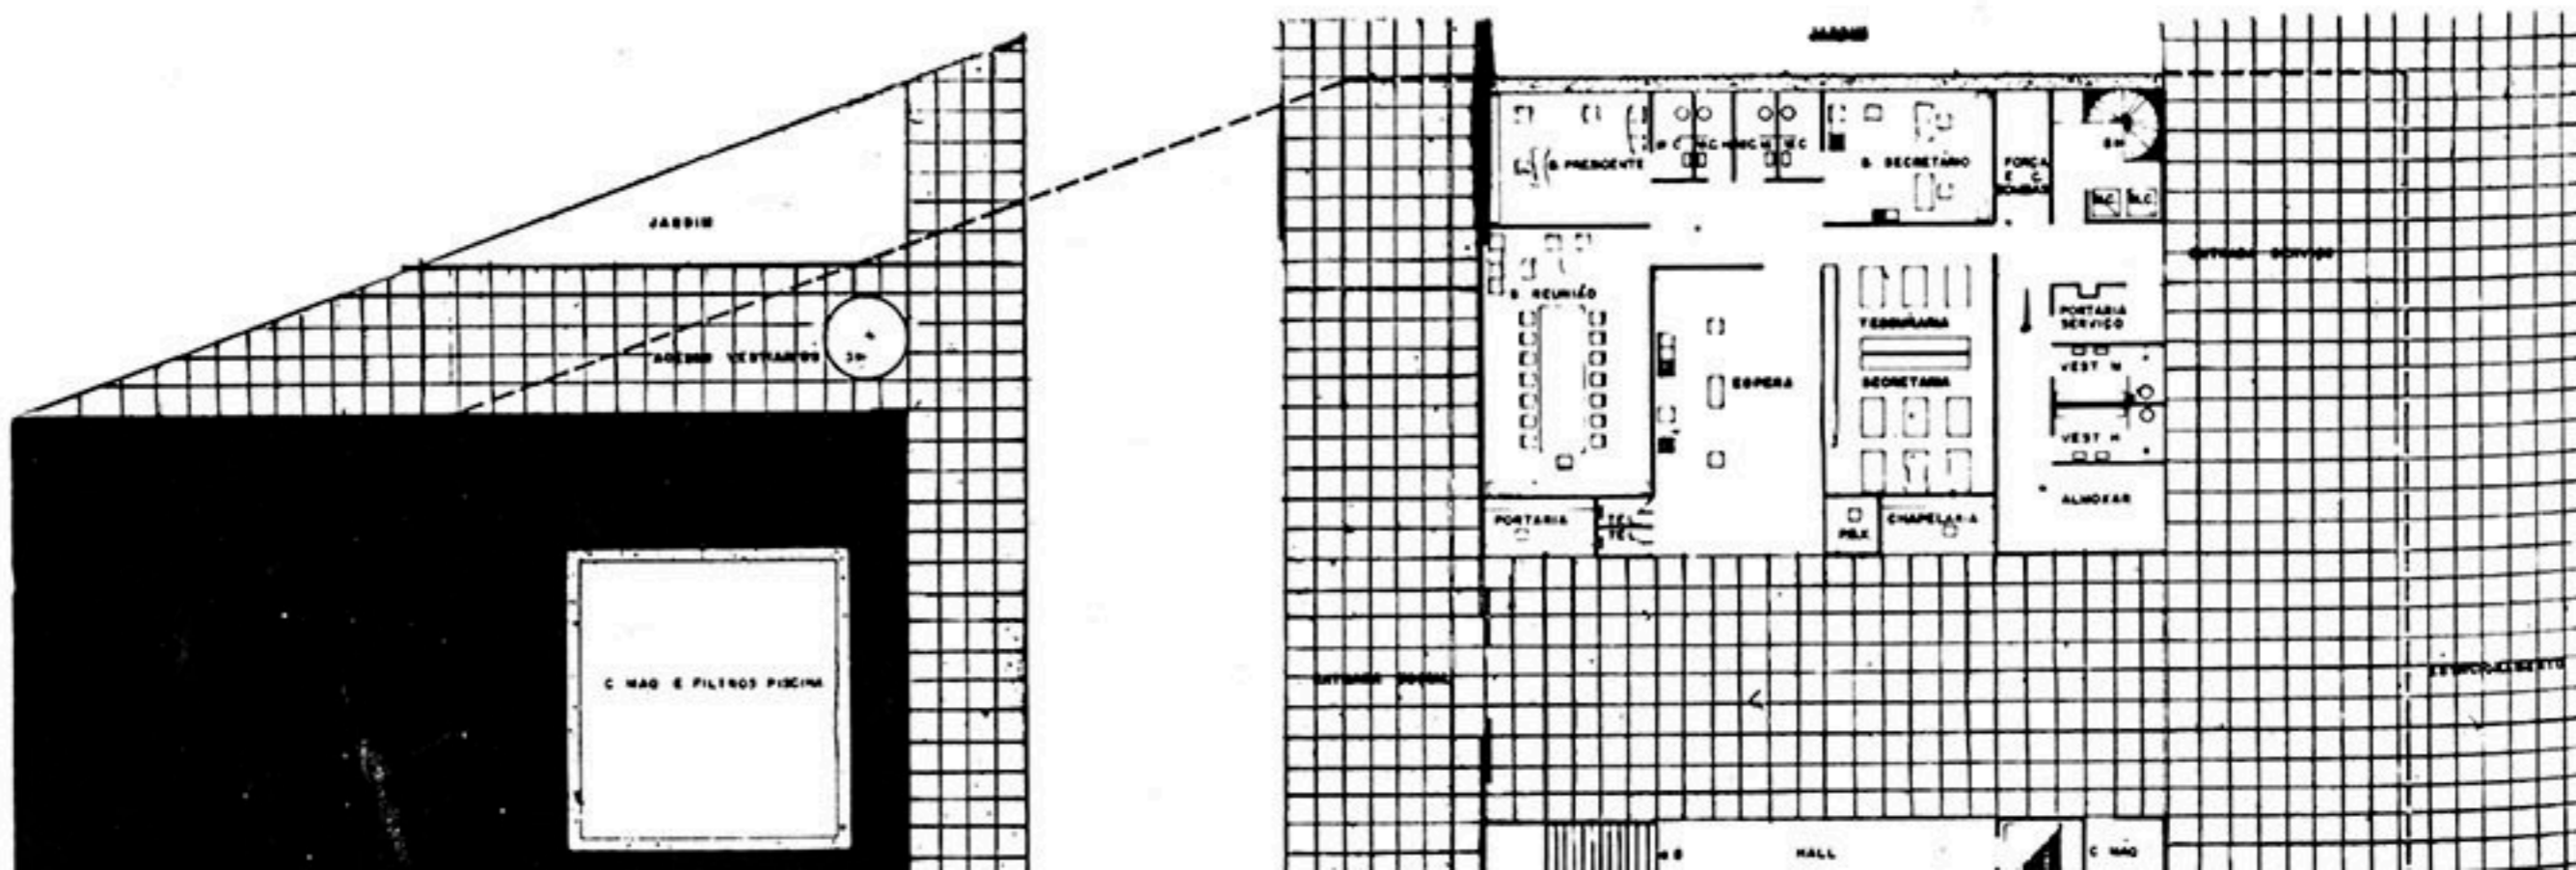 JARDIM
S. PRESIDENTE
W.C.
W.C.
S. SECRETÁRIO
FORÇA
E C.
BOMBAS
M.C.
M.C.
JARDIM
ENTRADA SERVIÇO
S. REUNIÃO
TESOURARIA
PORTARIA
SERVIÇO
ACESSO VESTIARIOS
ESPERA
SECRETARIA
VEST M
VEST H
ALMOXAR
PORTARIA
TEL
TEL
PBX
CHAPELARIA
C MAQ E FILTROS PISCINA
ENTRADA SOCIAL
ESTACIONAMENTO
HALL
C MAQ